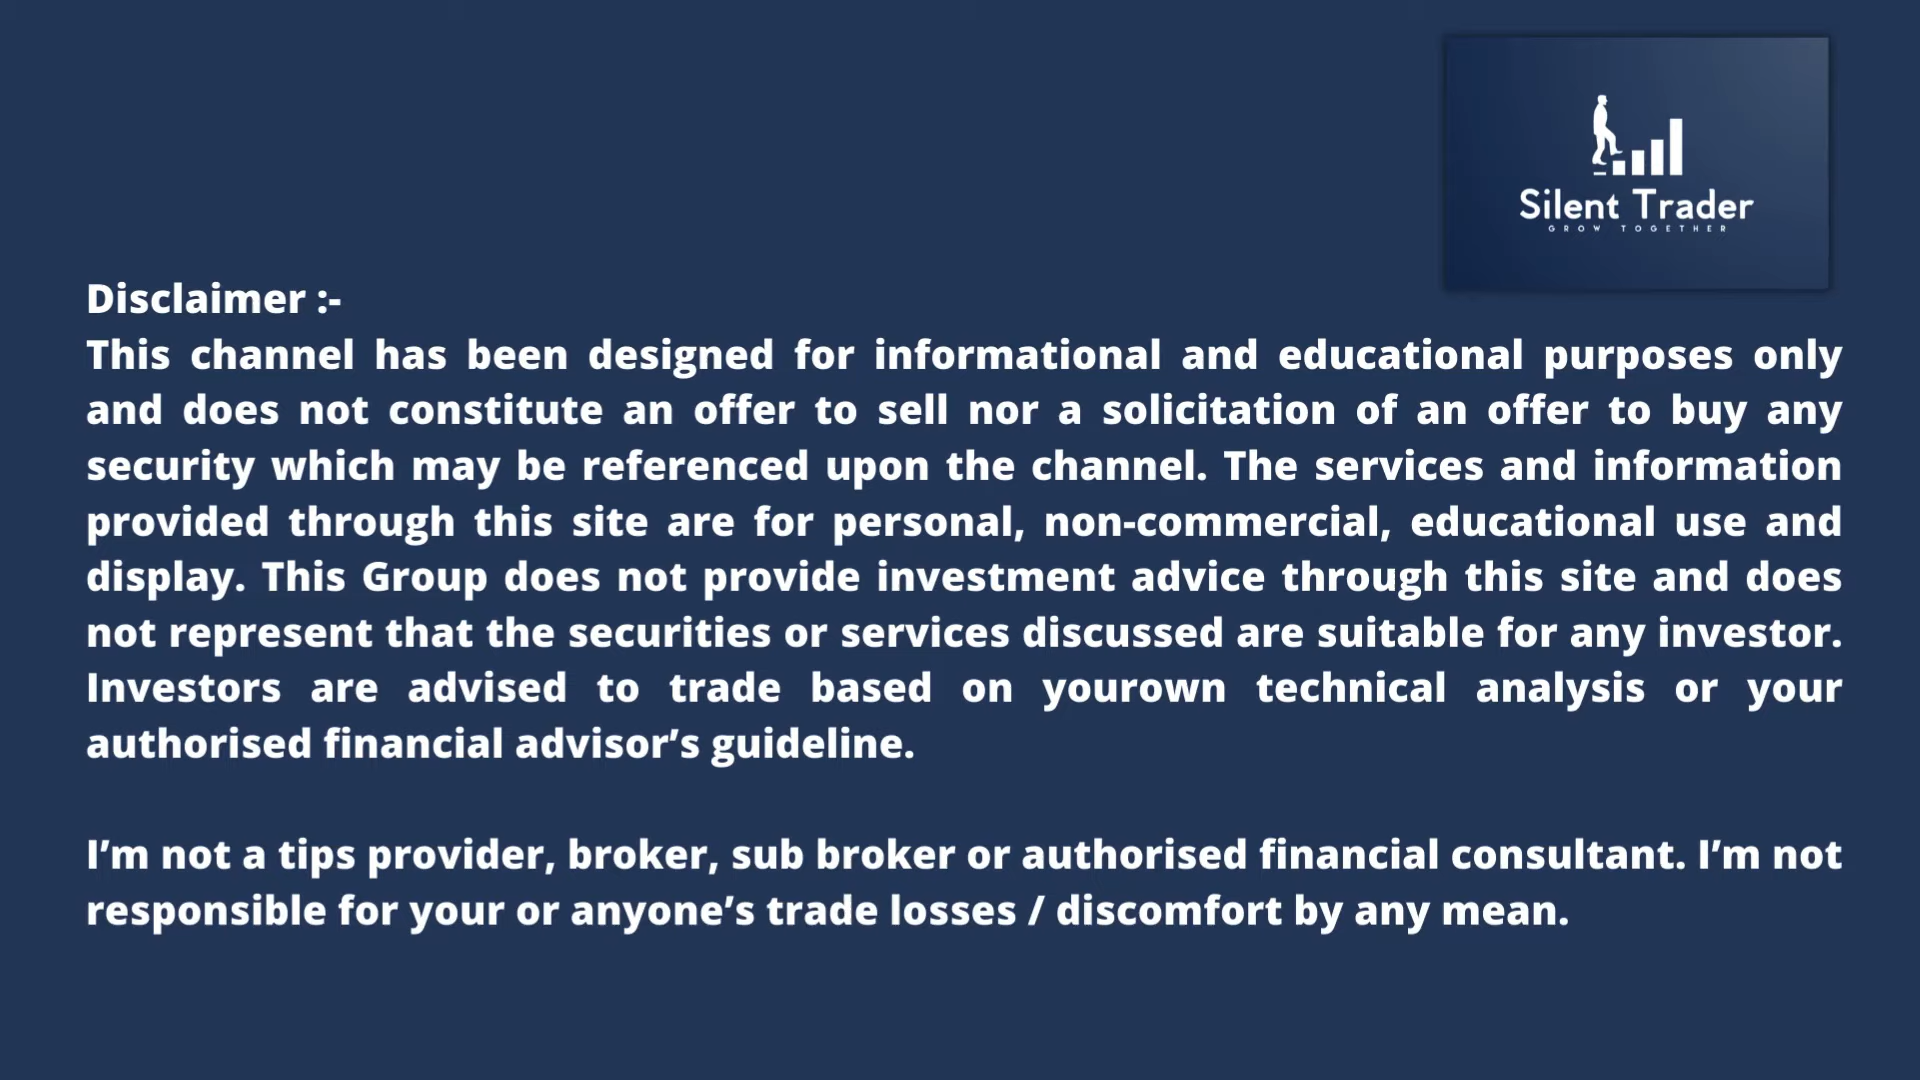 Silent Trader
GROW TOGETHER
Disclaimer :-
This channel has been designed for informational and educational purposes only
and does not constitute an offer to sell nor a solicitation of an offer to buy any
security which may be referenced upon the channel. The services and information
provided through this site are for personal, non-commercial, educational use and
display. This Group does not provide investment advice through this site and does
not represent that the securities or services discussed are suitable for any investor.
Investors are advised to trade based on yourown technical analysis or your
authorised financial advisor’s guideline.
I’m not a tips provider, broker, sub broker or authorised financial consultant. I’m not
responsible for your or anyone’s trade losses / discomfort by any mean.